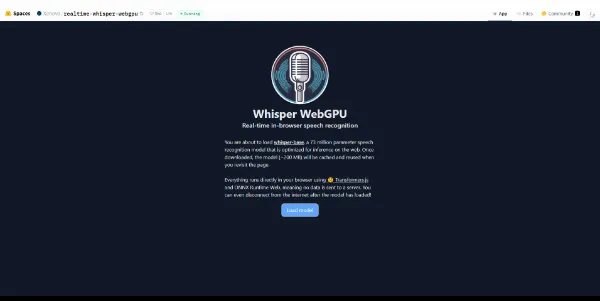 Spaces Xenova realtime-whisper-webgpu like Running App Files Community
Whisper WebGPU
Real-time in-browser speech recognition
You are about to load whisper-base, a 73 million parameter speech
recognition model that is optimized for inference on the web. Once
downloaded, the model (~200 MB) will be cached and reused when
you revisit the page.
Everything runs directly in your browser using 🤗 Transformers.js
and ONNX Runtime Web, meaning no data is sent to a server. You
can even disconnect from the internet after the model has loaded!
Load model